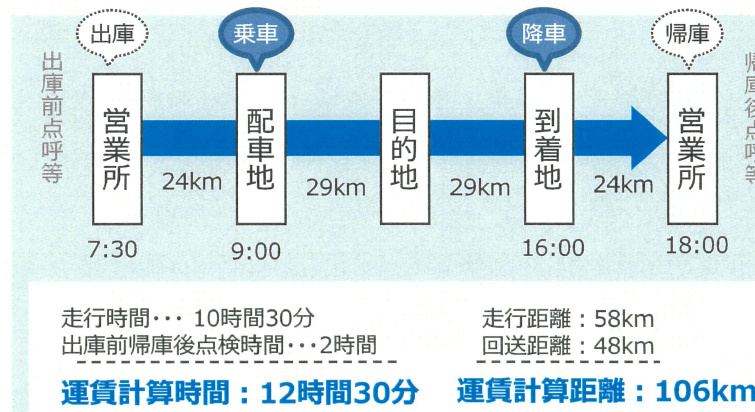 出庫
乗車
降車
帰庫
出庫前点呼等
営業所
配車地
目的地
到着地
営業所
帰庫後点呼等
24km
29km
29km
24km
7:30
9:00
16:00
18:00
走行時間・・・ 10時間30分
出庫前帰庫後点検時間・・・2時間
運賃計算時間：12時間30分
走行距離：58km
回送距離：48km
運賃計算距離：106km